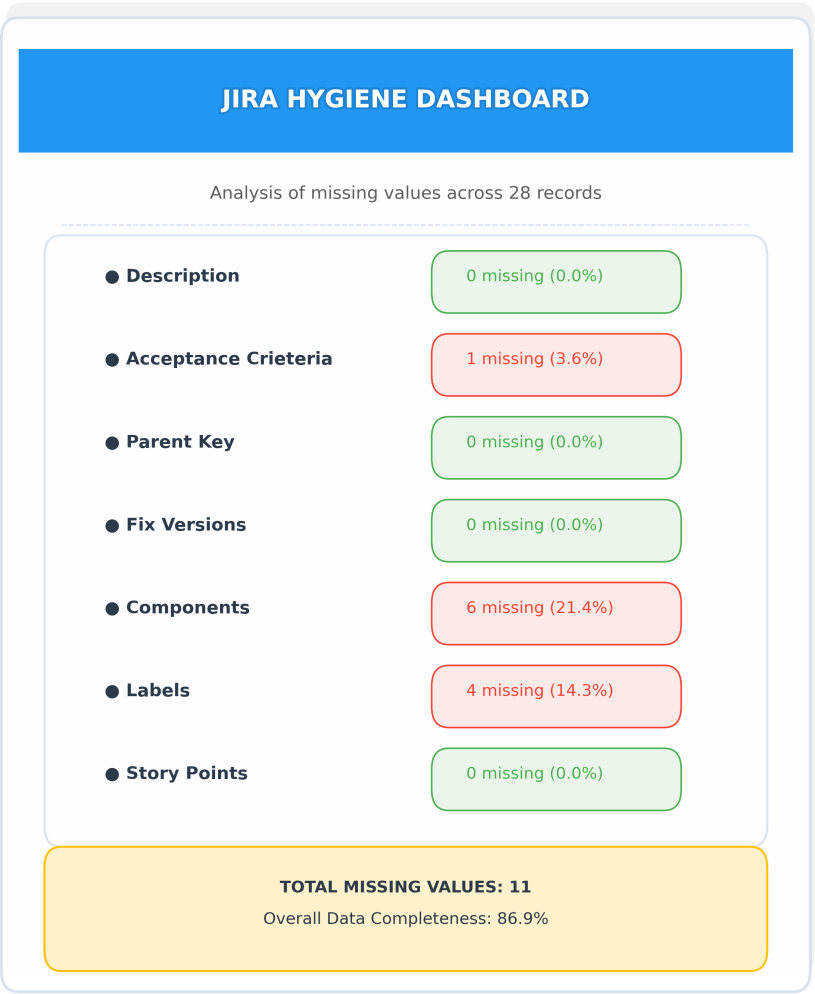 JIRA HYGIENE DASHBOARD
Analysis of missing values across 28 records
● Description 0 missing (0.0%)
● Acceptance Crieteria 1 missing (3.6%)
● Parent Key 0 missing (0.0%)
● Fix Versions 0 missing (0.0%)
● Components 6 missing (21.4%)
● Labels 4 missing (14.3%)
● Story Points 0 missing (0.0%)
TOTAL MISSING VALUES: 11
Overall Data Completeness: 86.9%